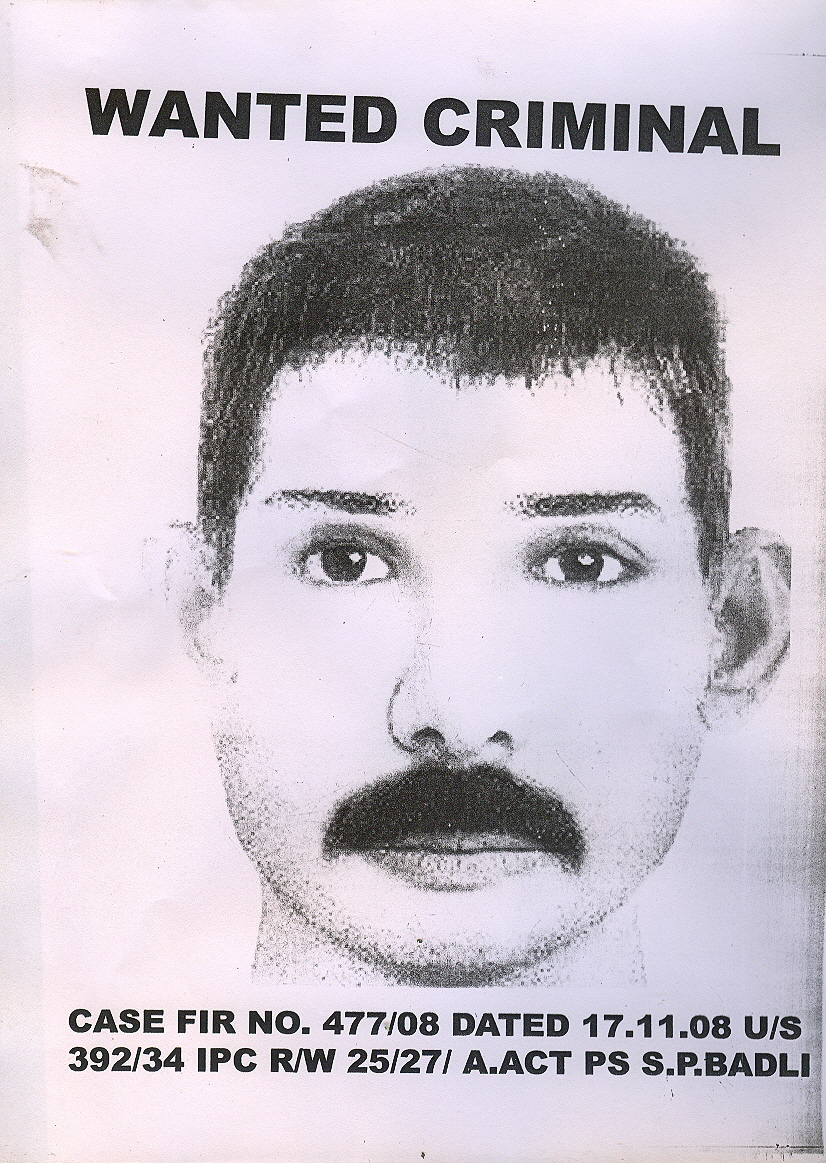 WANTED CRIMINAL
CASE FIR NO. 477/08 DATED 17.11.08 U/S
392/34 IPC R/W 25/27/ A.ACT PS S.P.BADLI